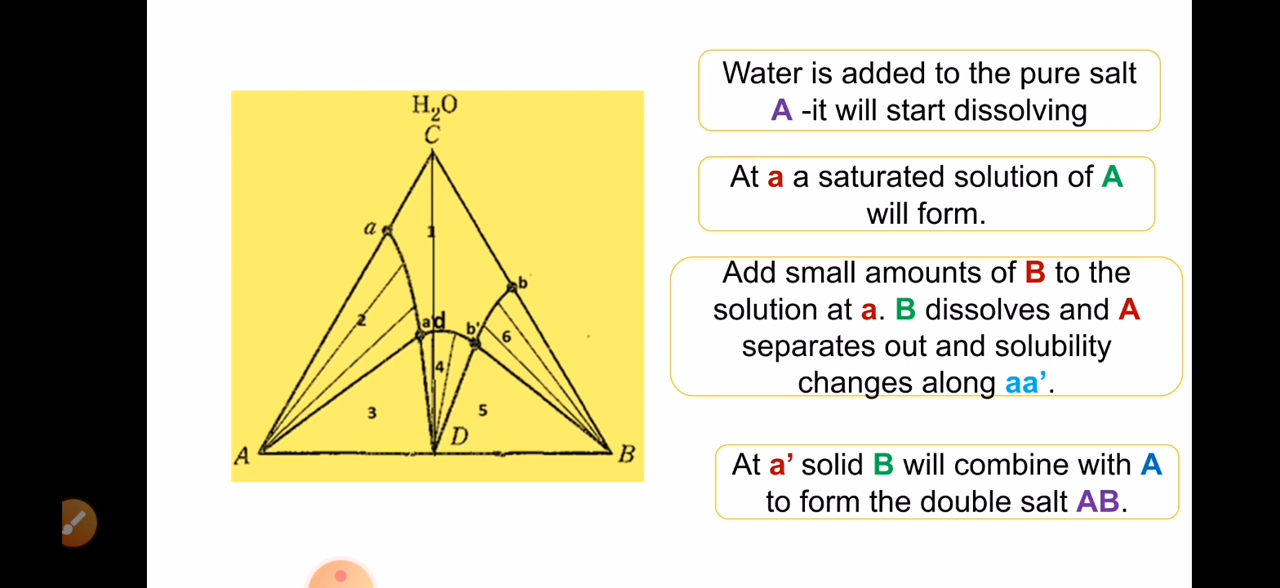 H₂O
C
a
1
b
2
a'
d
b'
6
4
3
5
D
A
B
Water is added to the pure salt
A -it will start dissolving
At a a saturated solution of A
will form.
Add small amounts of B to the
solution at a. B dissolves and A
separates out and solubility
changes along aa’.
At a’ solid B will combine with A
to form the double salt AB.